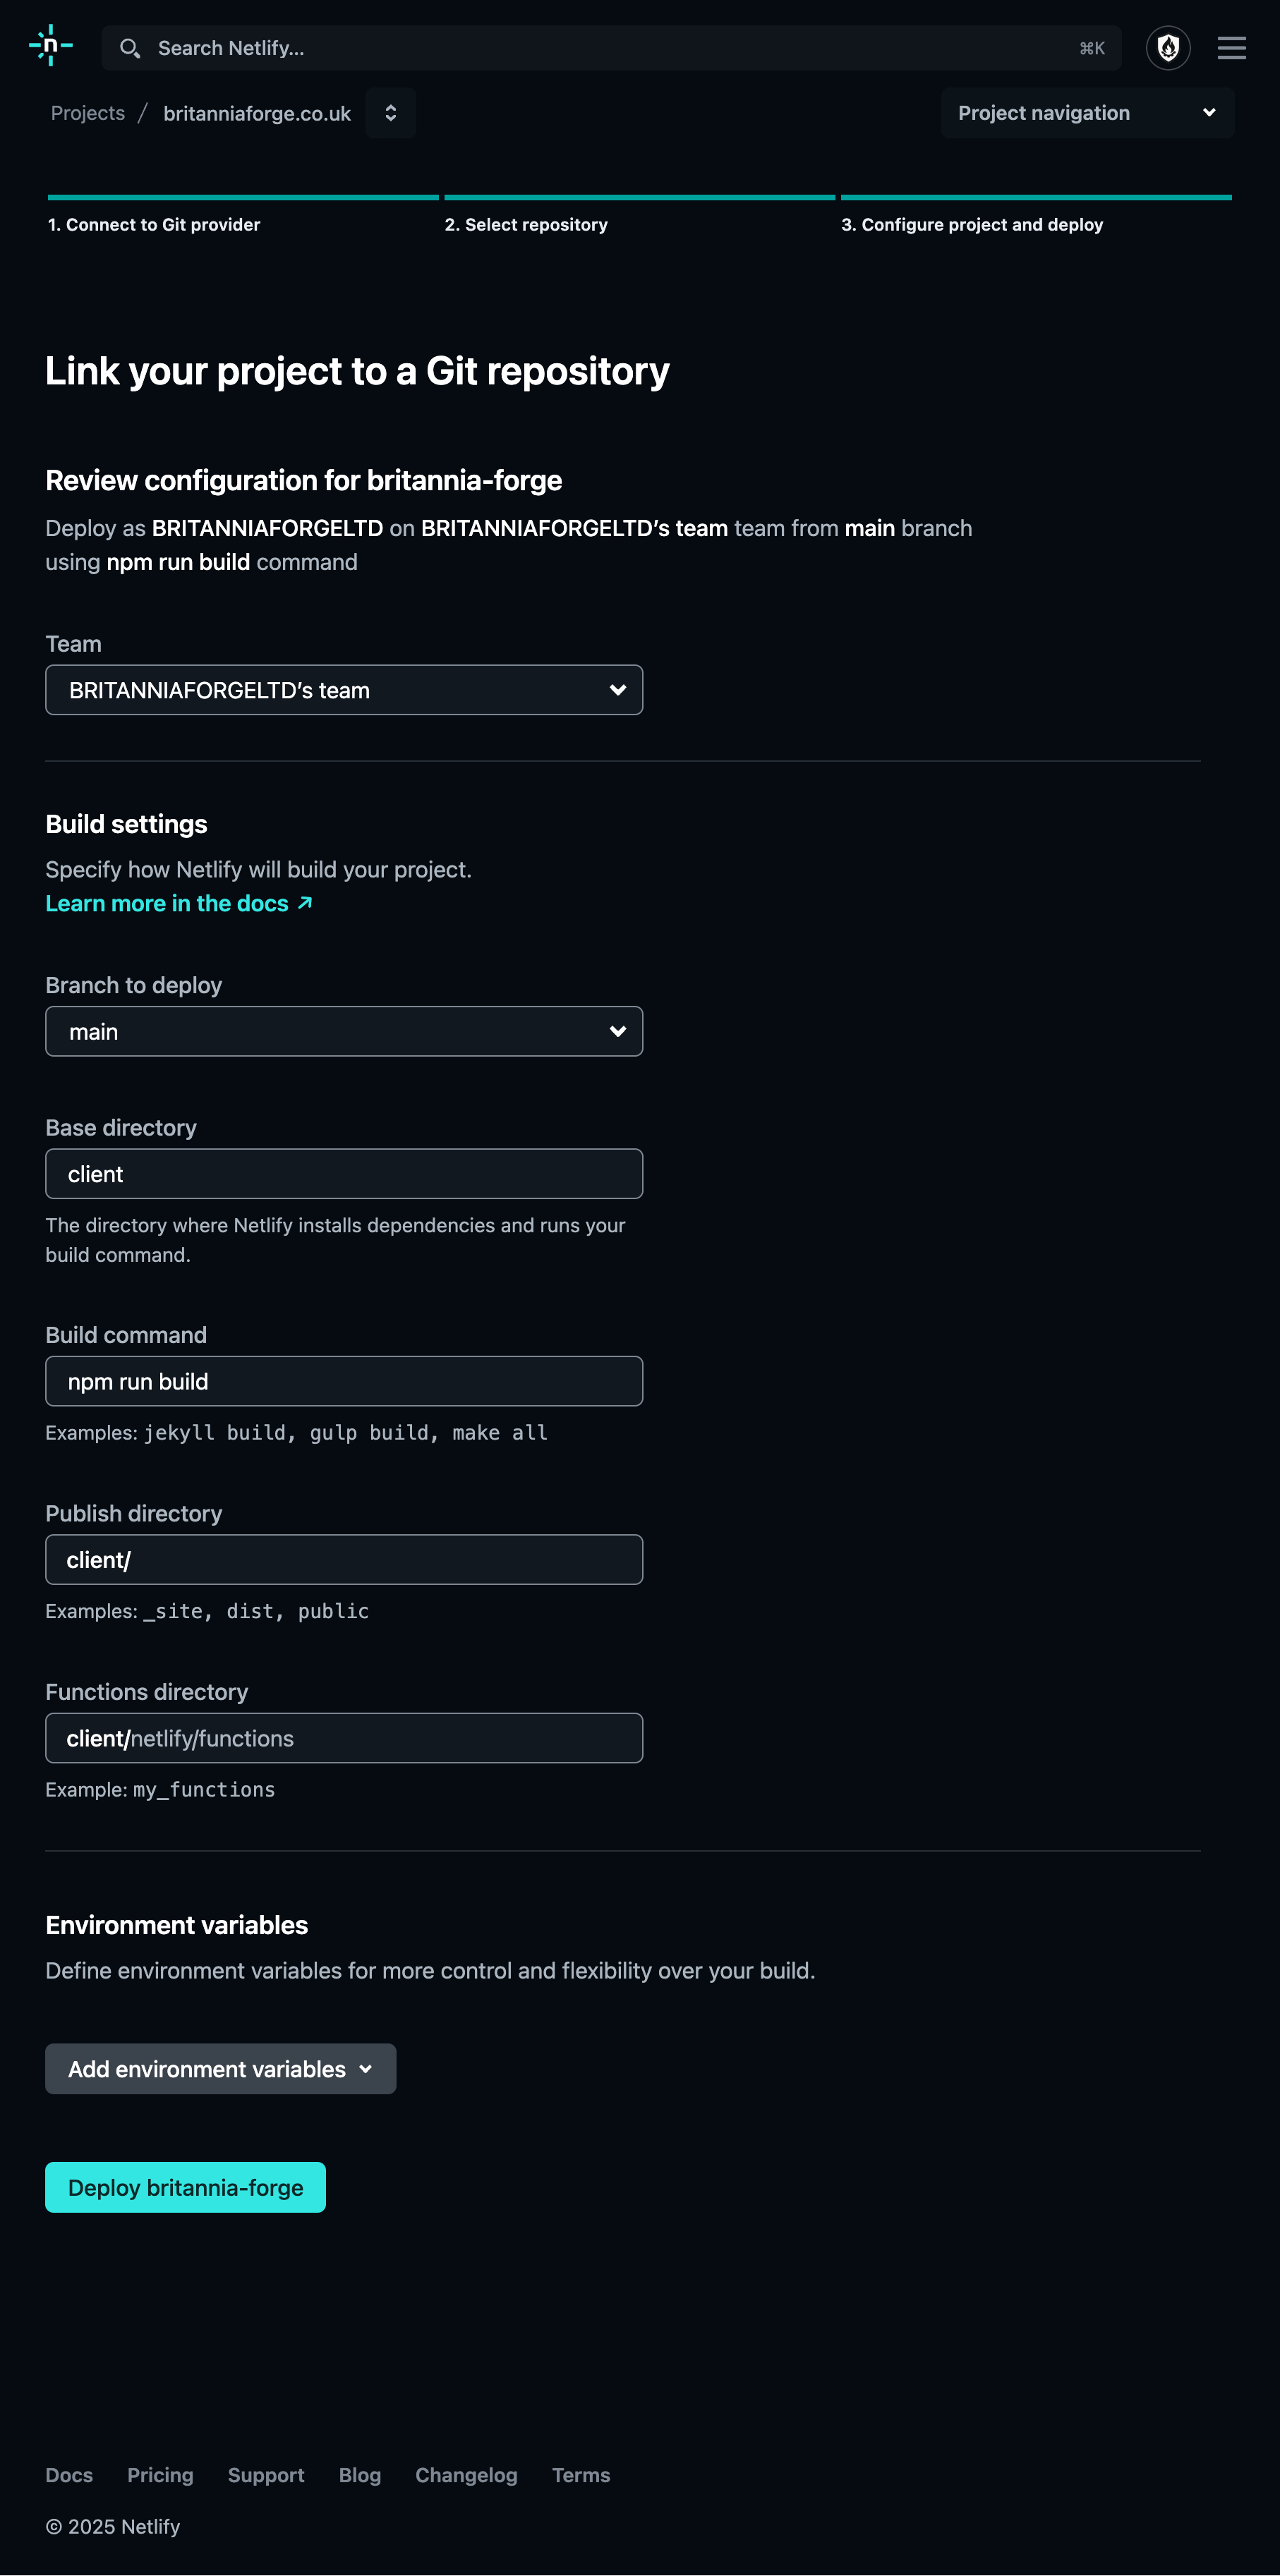 n
Search Netlify...
⌘K
Projects / britanniaforge.co.uk
Project navigation
1. Connect to Git provider
2. Select repository
3. Configure project and deploy
Link your project to a Git repository
Review configuration for britannia-forge
Deploy as BRITANNIAFORGELTD on BRITANNIAFORGELTD’s team team from main branch
using npm run build command
Team
BRITANNIAFORGELTD’s team
Build settings
Specify how Netlify will build your project.
Learn more in the docs ↗
Branch to deploy
main
Base directory
client
The directory where Netlify installs dependencies and runs your
build command.
Build command
npm run build
Examples: jekyll build, gulp build, make all
Publish directory
client/
Examples: _site, dist, public
Functions directory
client/netlify/functions
Example: my_functions
Environment variables
Define environment variables for more control and flexibility over your build.
Add environment variables
Deploy britannia-forge
Docs
Pricing
Support
Blog
Changelog
Terms
© 2025 Netlify